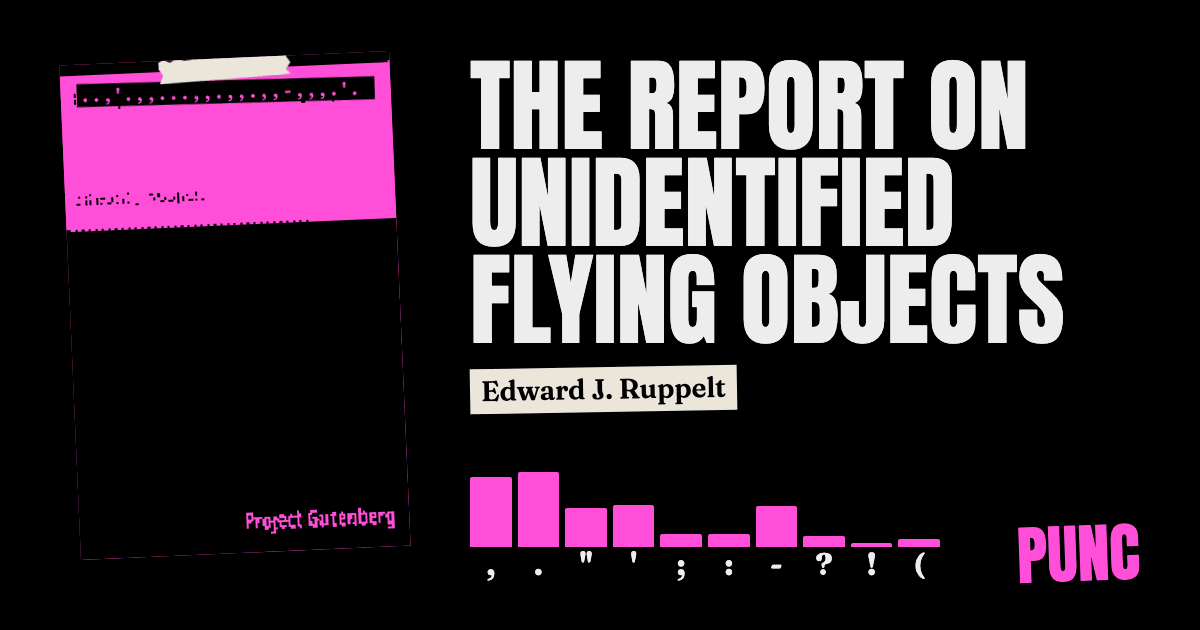 . . , ' . , , . . . , , . , , . , , - , , , . ' .
Project Gutenberg
THE REPORT ON
UNIDENTIFIED
FLYING OBJECTS
Edward J. Ruppelt
, . " ' ; : - ? ! (
PUNC